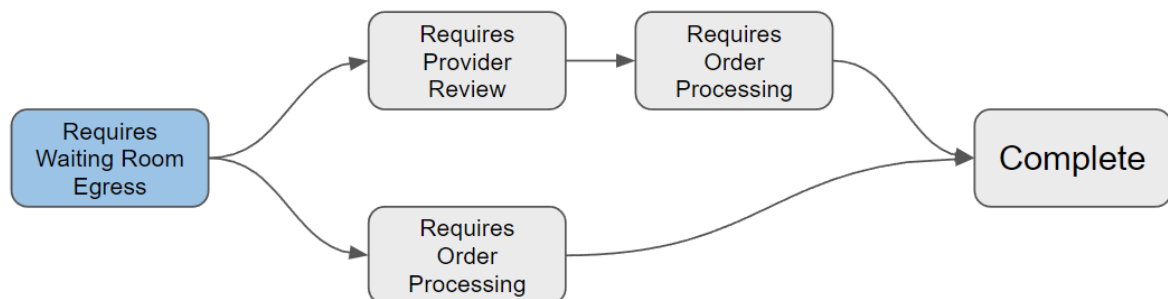 Requires
Waiting Room
Egress
Requires
Provider
Review
Requires
Order
Processing
Requires
Order
Processing
Complete